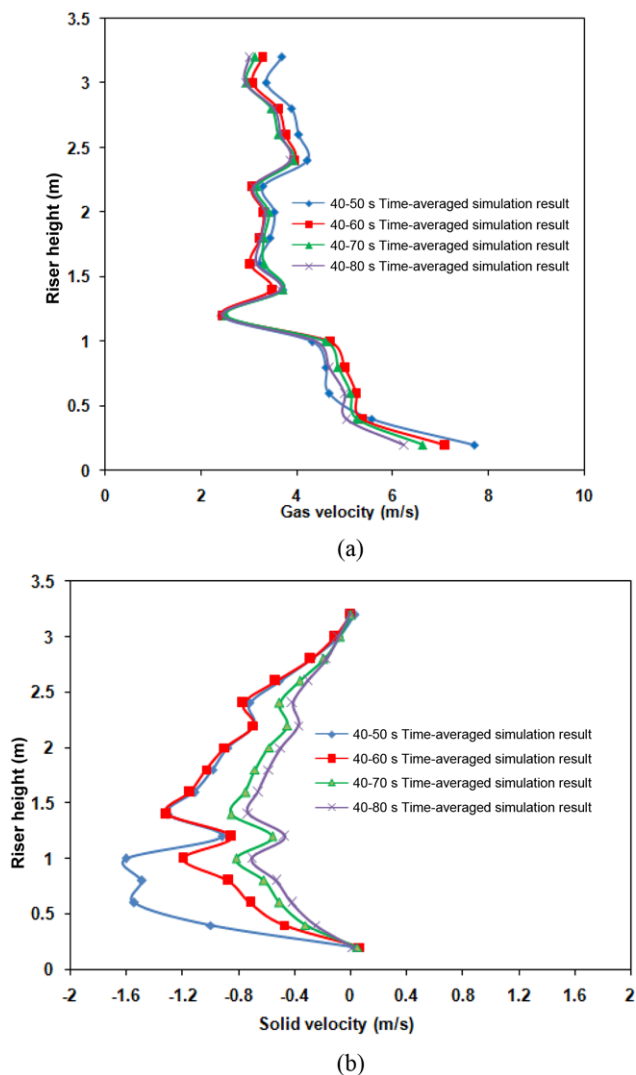 3.5
3
2.5
2
1.5
1
0.5
0
Riser height (m)
40-50 s Time-averaged simulation result
40-60 s Time-averaged simulation result
40-70 s Time-averaged simulation result
40-80 s Time-averaged simulation result
0 2 4 6 8 10
Gas velocity (m/s)
(a)
3.5
3
2.5
2
1.5
1
0.5
0
Riser height (m)
40-50 s Time-averaged simulation result
40-60 s Time-averaged simulation result
40-70 s Time-averaged simulation result
40-80 s Time-averaged simulation result
-2 -1.6 -1.2 -0.8 -0.4 0 0.4 0.8 1.2 1.6 2
Solid velocity (m/s)
(b)